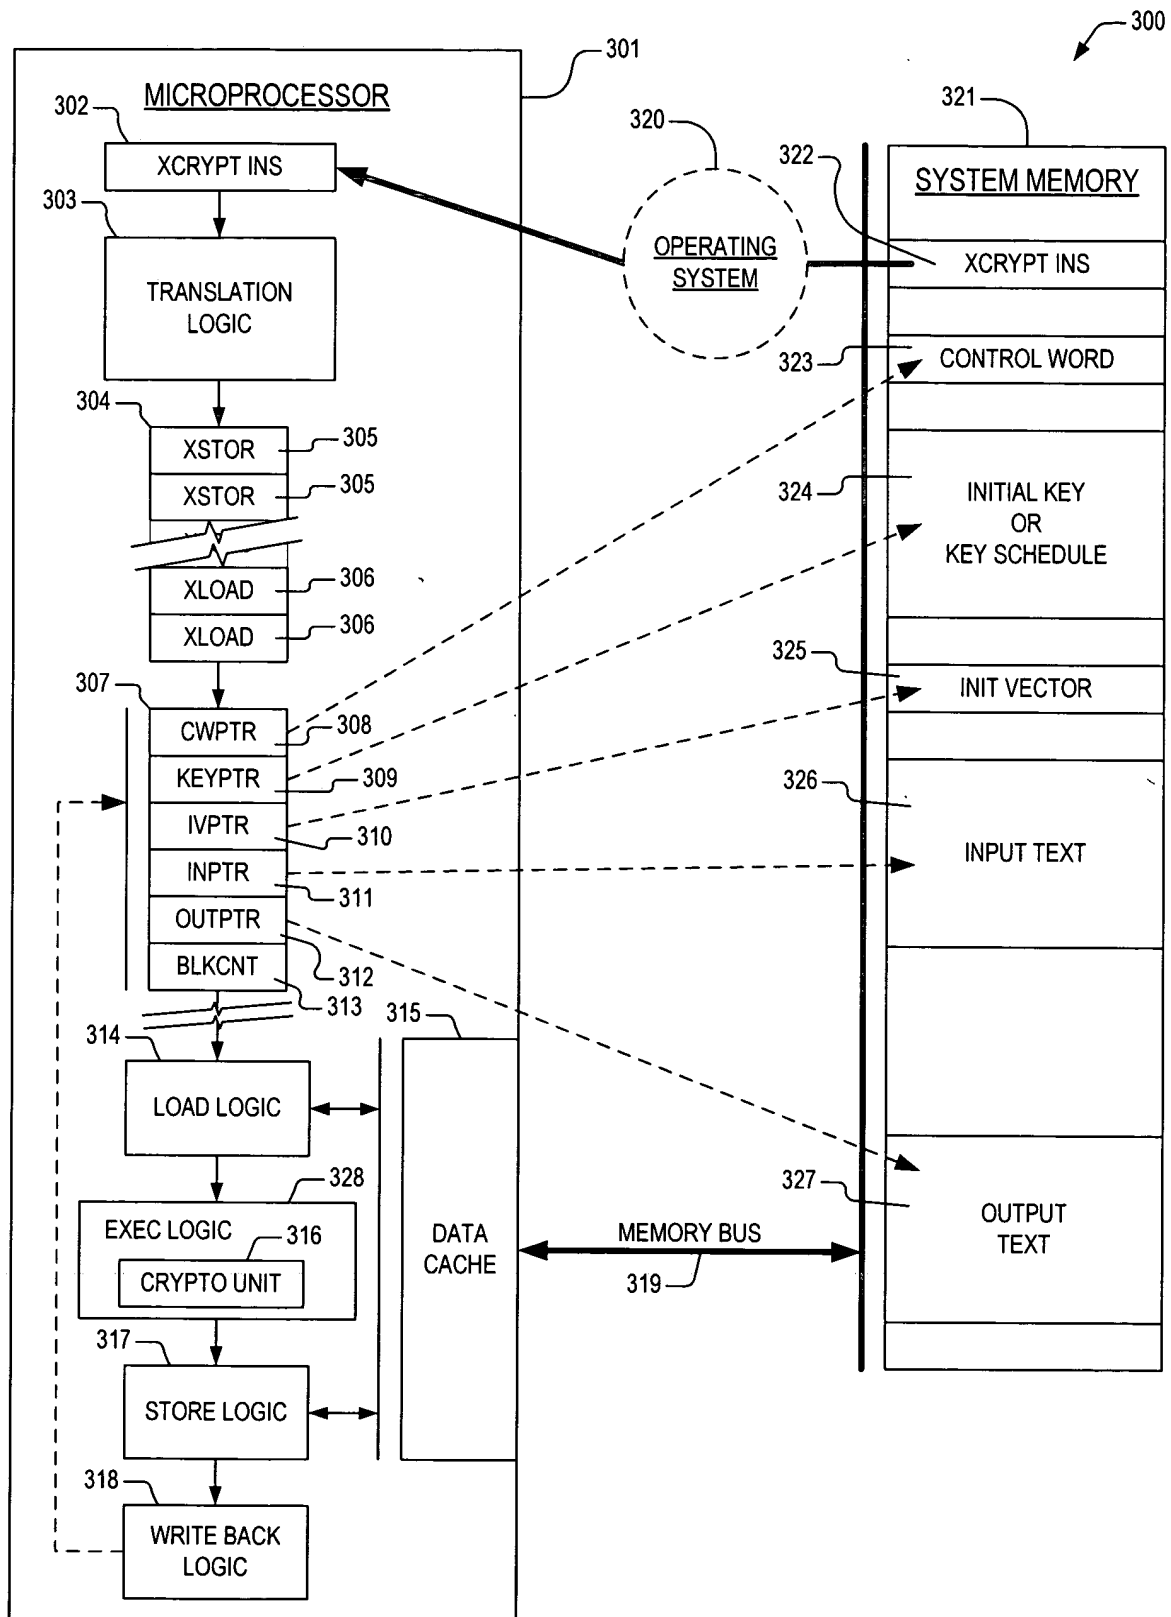 300
301
MICROPROCESSOR
302
XCRYPT INS
303
TRANSLATION
LOGIC
304
XSTOR
305
XSTOR
305
XLOAD
306
XLOAD
306
307
CWPTR
308
KEYPTR
309
IVPTR
310
INPTR
311
OUTPTR
312
BLKCNT
313
314
LOAD LOGIC
315
DATA
CACHE
328
EXEC LOGIC
316
CRYPTO UNIT
317
STORE LOGIC
318
WRITE BACK
LOGIC
MEMORY BUS
319
320
OPERATING
SYSTEM
321
SYSTEM MEMORY
322
XCRYPT INS
323
CONTROL WORD
324
INITIAL KEY
OR
KEY SCHEDULE
325
INIT VECTOR
326
INPUT TEXT
327
OUTPUT
TEXT